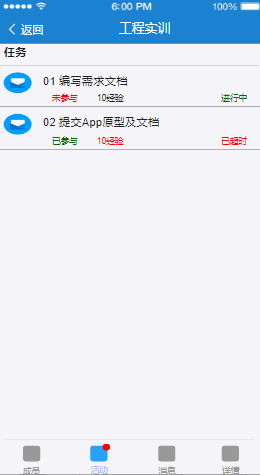 6:00 PM 100%
返回 工程实训
任务
01 编写需求文档
未参与 10经验 进行中
02 提交App原型及文档
已参与 10经验 已超时
成员 活动 消息 详情